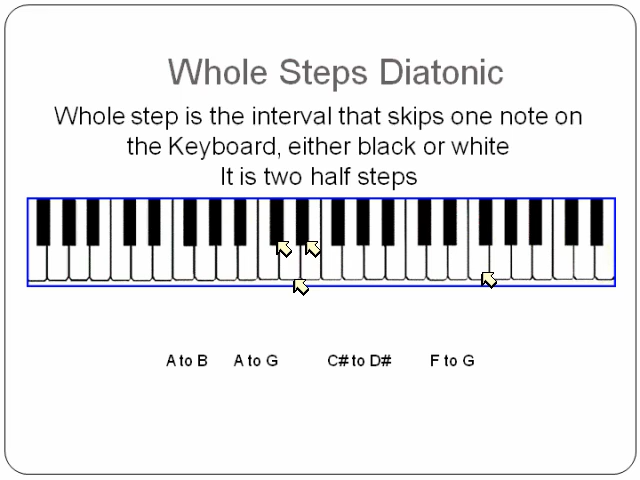 Whole Steps Diatonic
Whole step is the interval that skips one note on
the Keyboard, either black or white
It is two half steps
A to B A to G C# to D# F to G